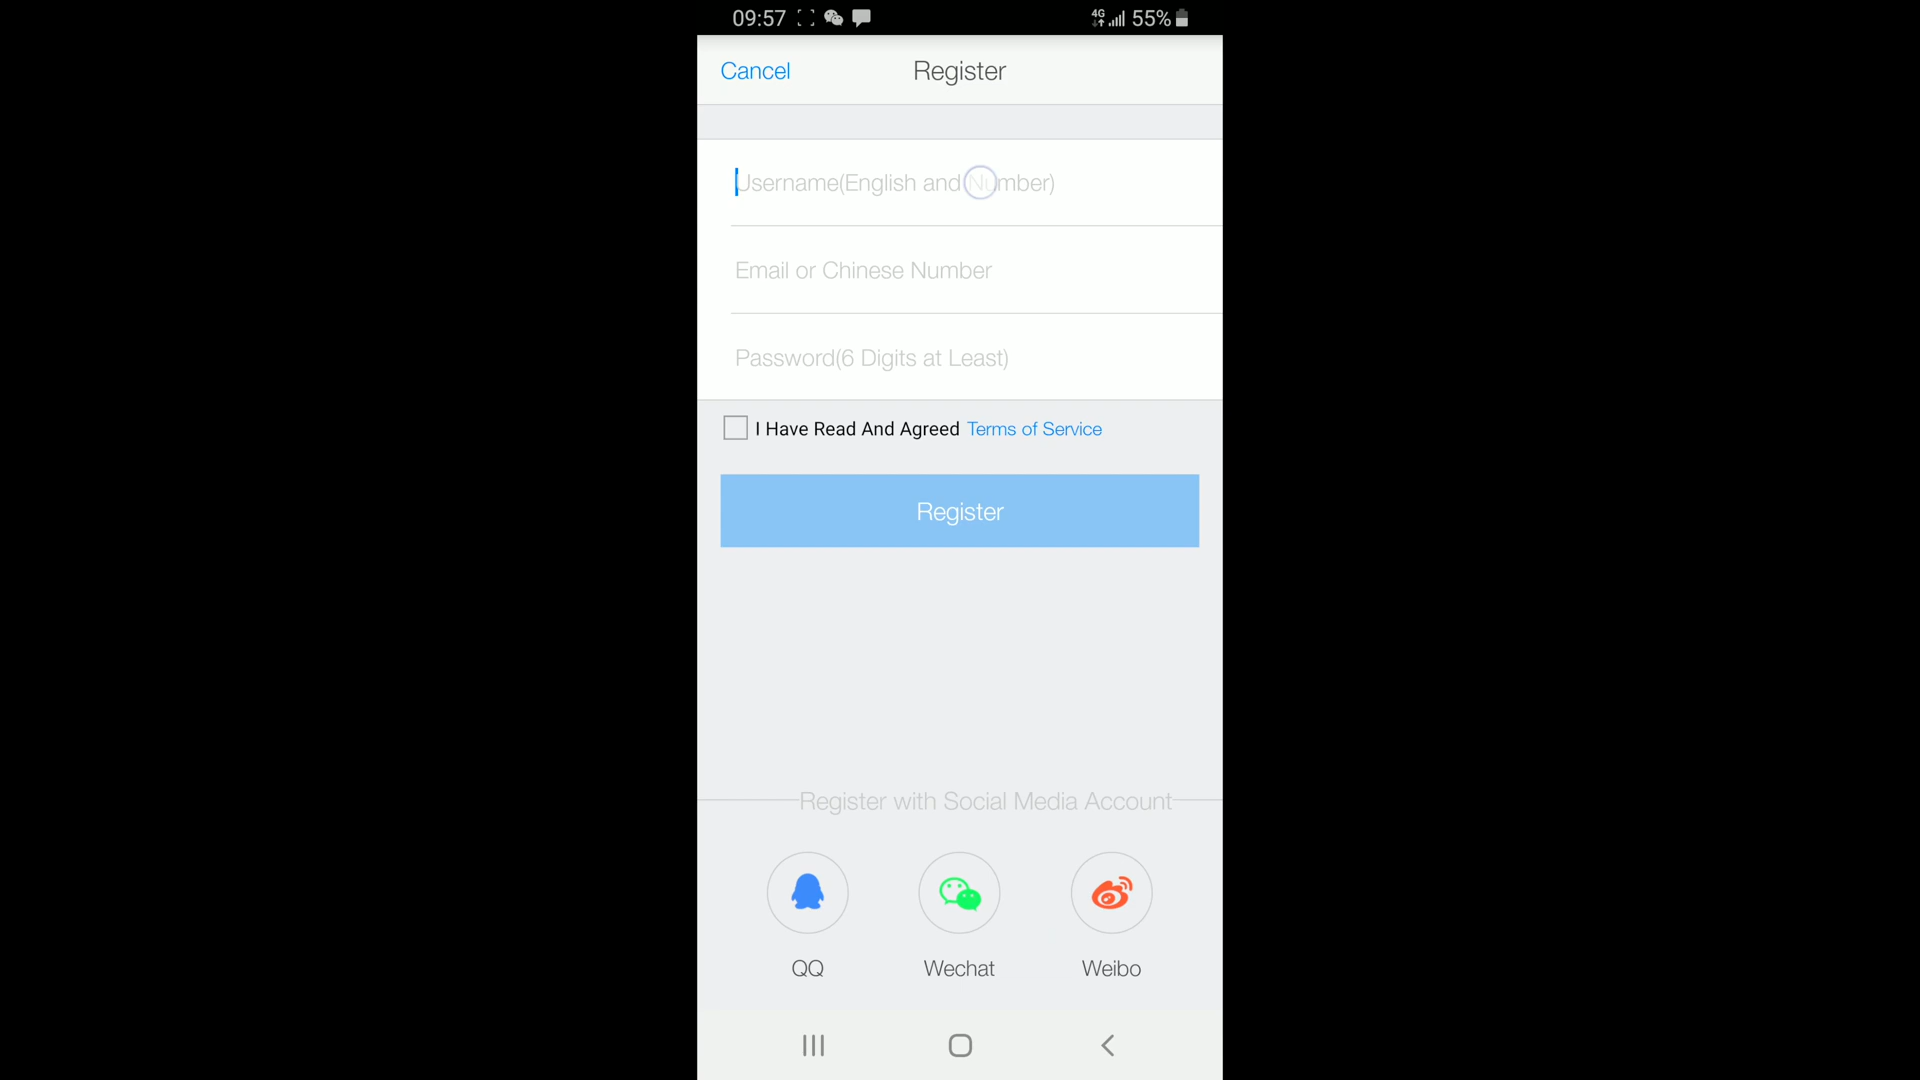 09:57 4G 55%
Cancel Register
Username(English and Number)
Email or Chinese Number
Password(6 Digits at Least)
I Have Read And Agreed Terms of Service
Register
Register with Social Media Account
QQ Wechat Weibo